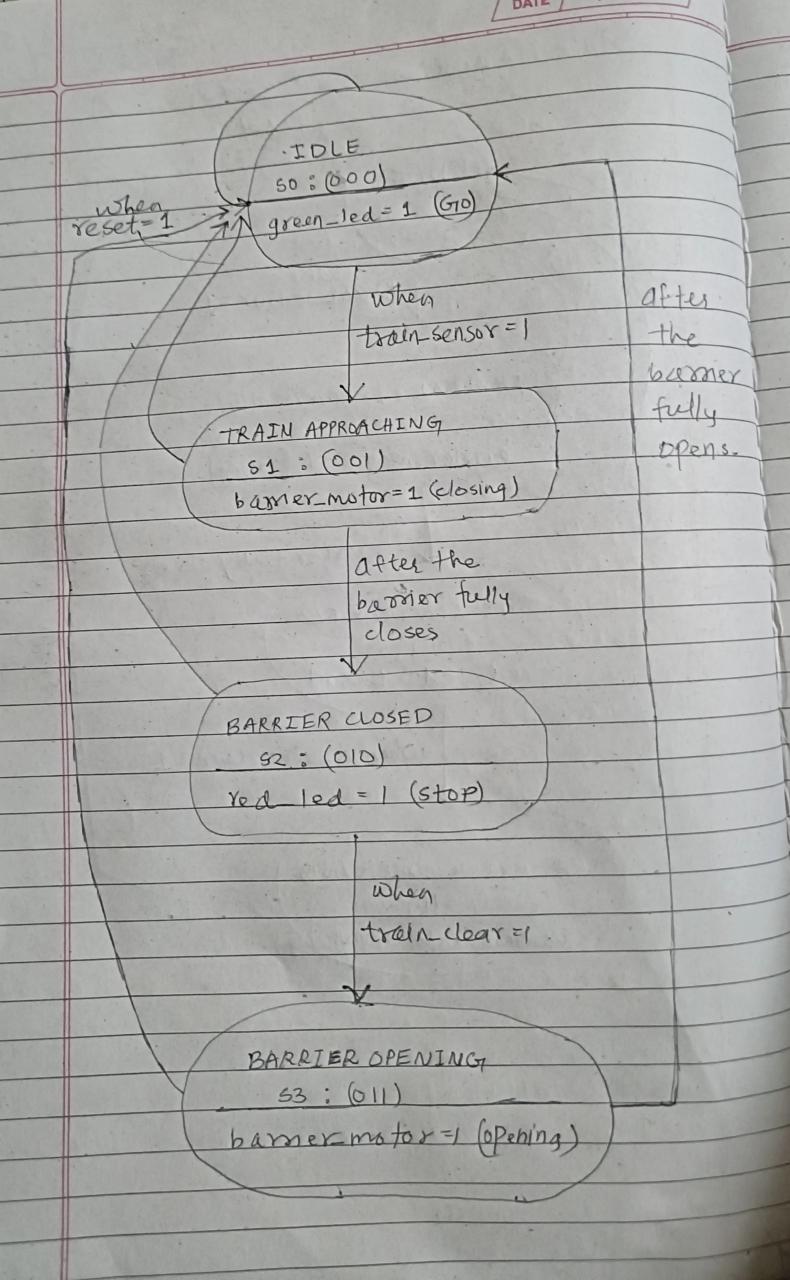 DATE
IDLE
S0 : (000)
green_led = 1 (GO)
when
reset = 1
when
train_sensor = 1
after
the
barrier
fully
opens.
TRAIN APPROACHING
S1 : (001)
barrier_motor = 1 (closing)
after the
barrier fully
closes
BARRIER CLOSED
S2 : (010)
red_led = 1 (stop)
when
train_clear = 1
BARRIER OPENING
S3 : (011)
barrier_motor = 1 (opening)